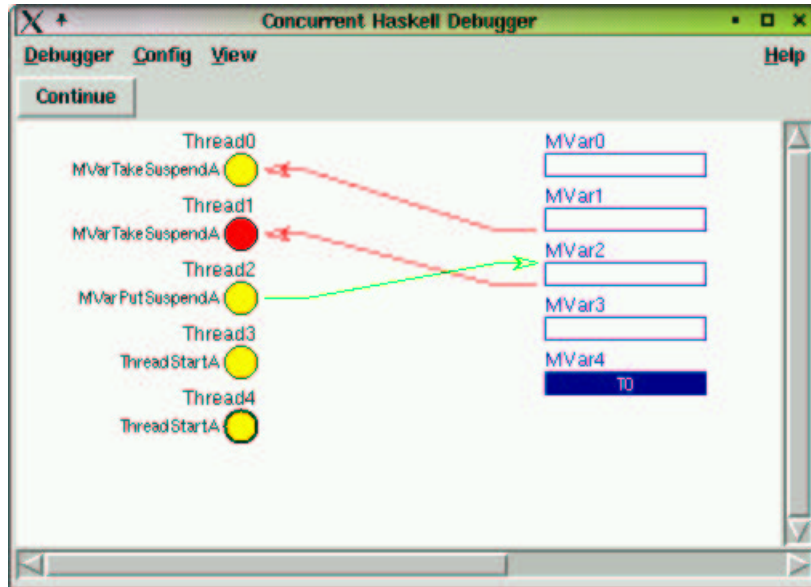 Concurrent Haskell Debugger
Debugger Config View Help
Continue
Thread0
MVarTakeSuspendA
Thread1
MVarTakeSuspendA
Thread2
MVarPutSuspendA
Thread3
ThreadStartA
Thread4
ThreadStartA
MVar0
MVar1
MVar2
MVar3
MVar4
T0